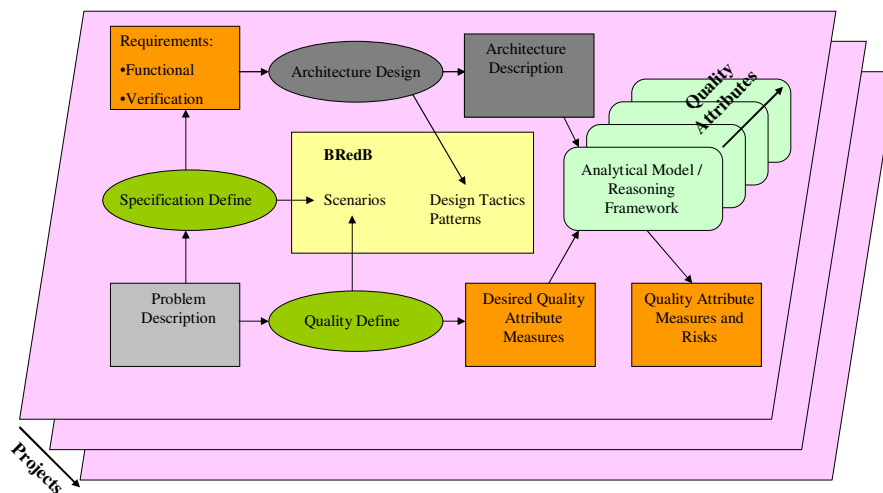 Requirements:
•Functional
•Verification
Architecture Design
Architecture
Description
Quality
Attributes
BRedB
Scenarios
Design Tactics
Patterns
Analytical Model /
Reasoning
Framework
Specification Define
Problem
Description
Quality Define
Desired Quality
Attribute
Measures
Quality Attribute
Measures and
Risks
Projects